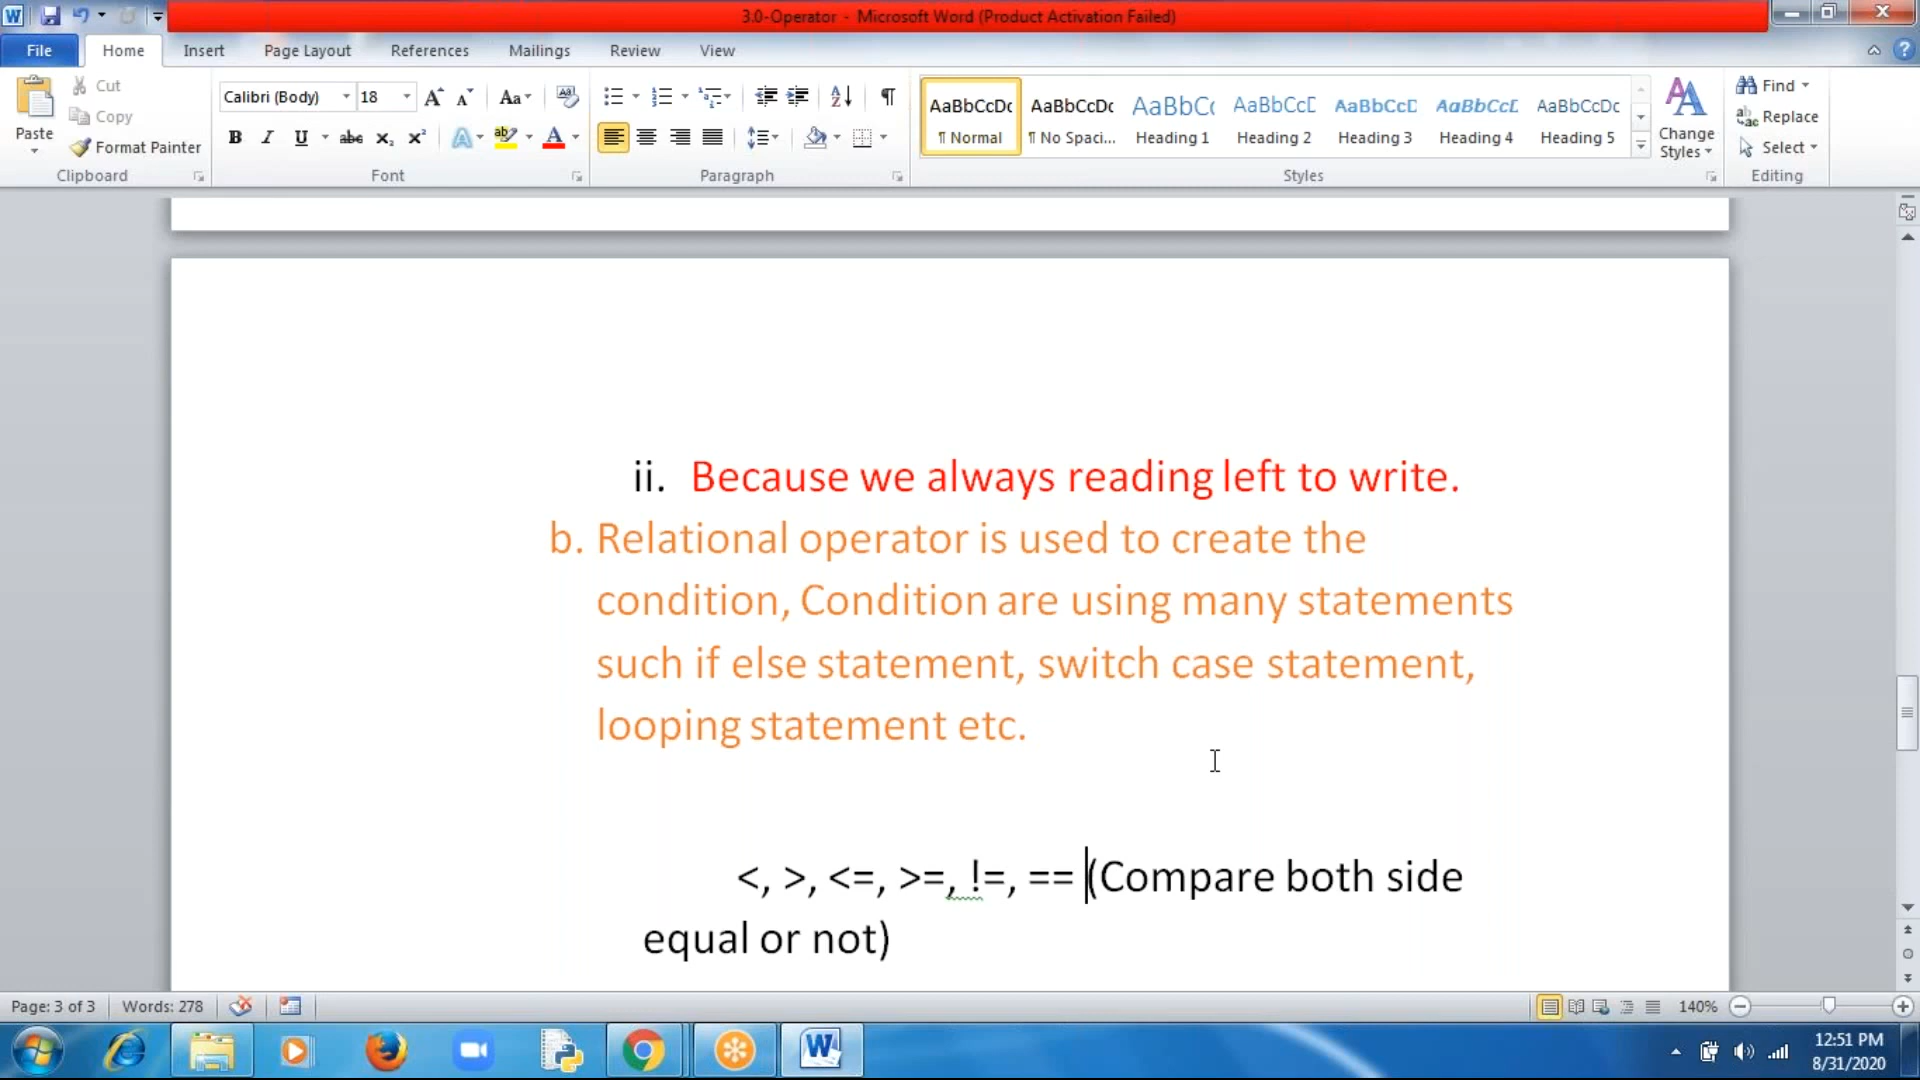 3.0-Operator - Microsoft Word (Product Activation Failed)
File Home Insert Page Layout References Mailings Review View
Paste
Cut
Copy
Format Painter
Clipboard
Calibri (Body) 18
Font
Paragraph
AaBbCcDc AaBbCcDc AaBbC( AaBbCcD AaBbCcD AaBbCcD AaBbCcDc
¶ Normal ¶ No Spaci... Heading 1 Heading 2 Heading 3 Heading 4 Heading 5
Change Styles
Styles
Find
Replace
Select
Editing
ii. Because we always reading left to write.
b. Relational operator is used to create the
condition, Condition are using many statements
such if else statement, switch case statement,
looping statement etc.
<, >, <=, >=, !=, == (Compare both side
equal or not)
Page: 3 of 3 Words: 278 140%
12:51 PM
8/31/2020